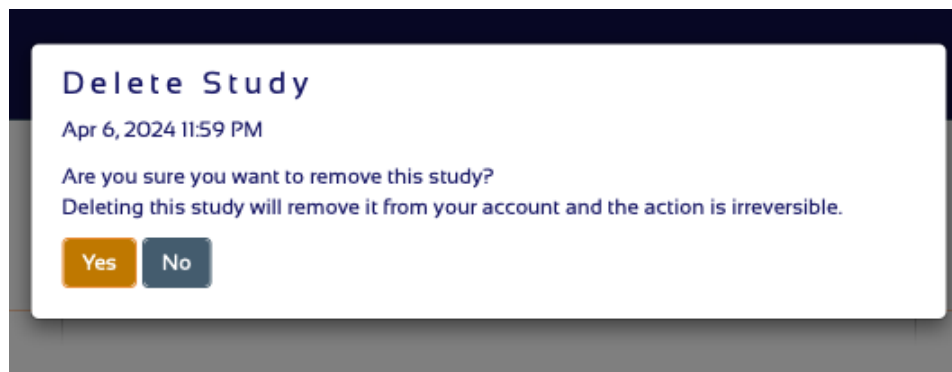 Delete Study
Apr 6, 2024 11:59 PM
Are you sure you want to remove this study?
Deleting this study will remove it from your account and the action is irreversible.
Yes No